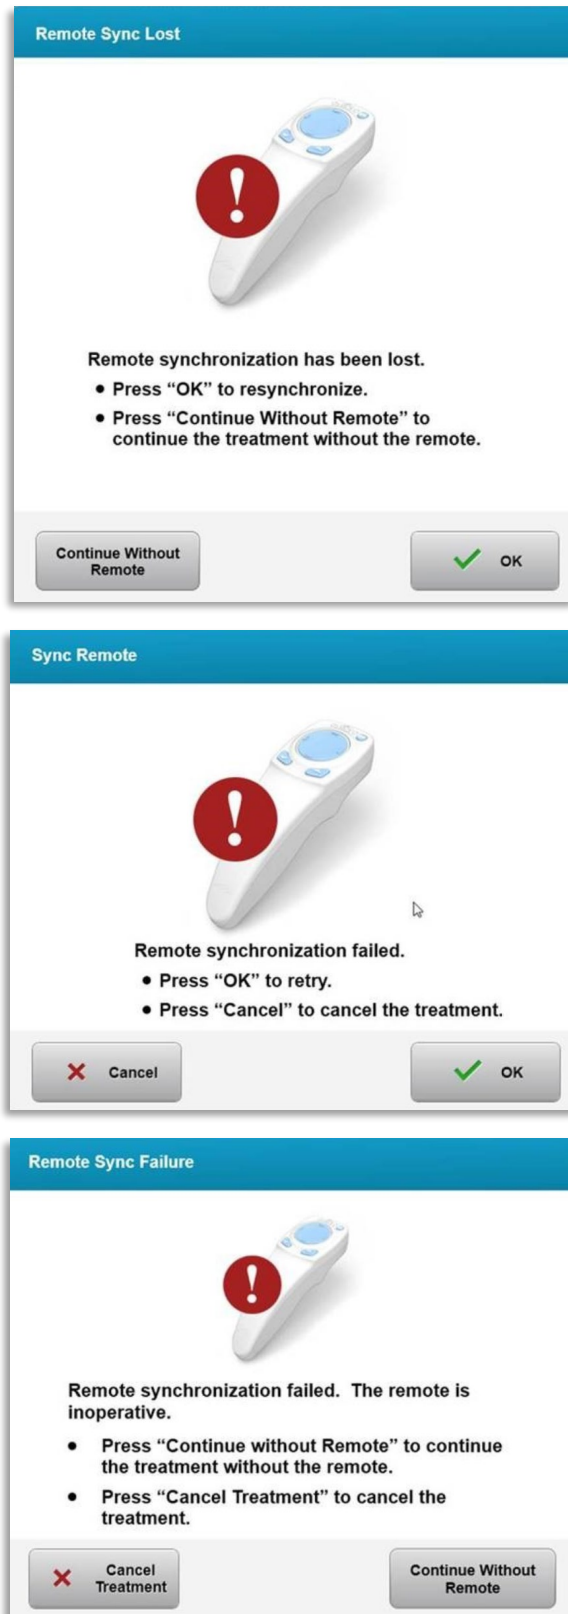 Remote Sync Lost
!
Remote synchronization has been lost.
• Press “OK” to resynchronize.
• Press “Continue Without Remote” to
continue the treatment without the remote.
Continue Without
Remote
OK
Sync Remote
!
Remote synchronization failed.
• Press “OK” to retry.
• Press “Cancel” to cancel the treatment.
Cancel
OK
Remote Sync Failure
!
Remote synchronization failed. The remote is
inoperative.
• Press “Continue without Remote” to continue
the treatment without the remote.
• Press “Cancel Treatment” to cancel the
treatment.
Cancel
Treatment
Continue Without
Remote